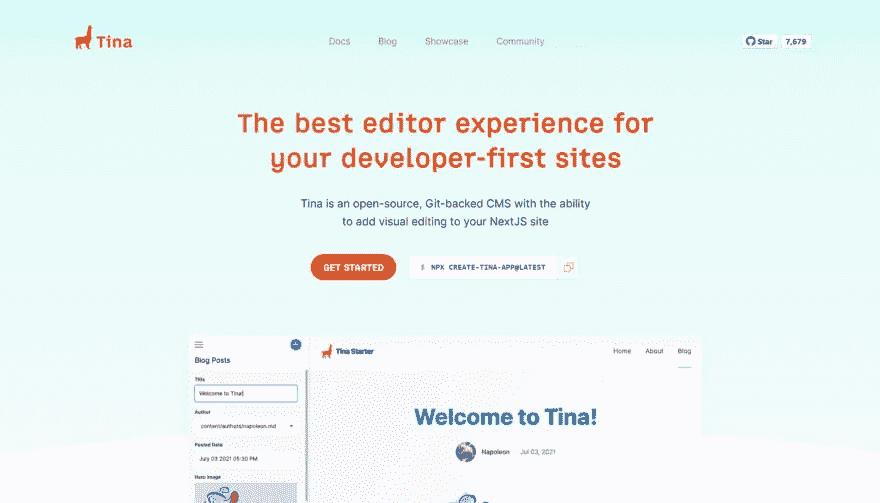 Tina
Docs Blog Showcase Community
Star 7,679
The best editor experience for
your developer-first sites
Tina is an open-source, Git-backed CMS with the ability
to add visual editing to your NextJS site
GET STARTED
$ NPX CREATE-TINA-APP@LATEST
Blog Posts
Title
Welcome to Tina!
Author
content/authors/napoleon.md
Posted Date
July 03 2021 05:30 PM
Hero Image
Tina Starter
Home About Blog
Welcome to Tina!
Napoleon Jul 03, 2021